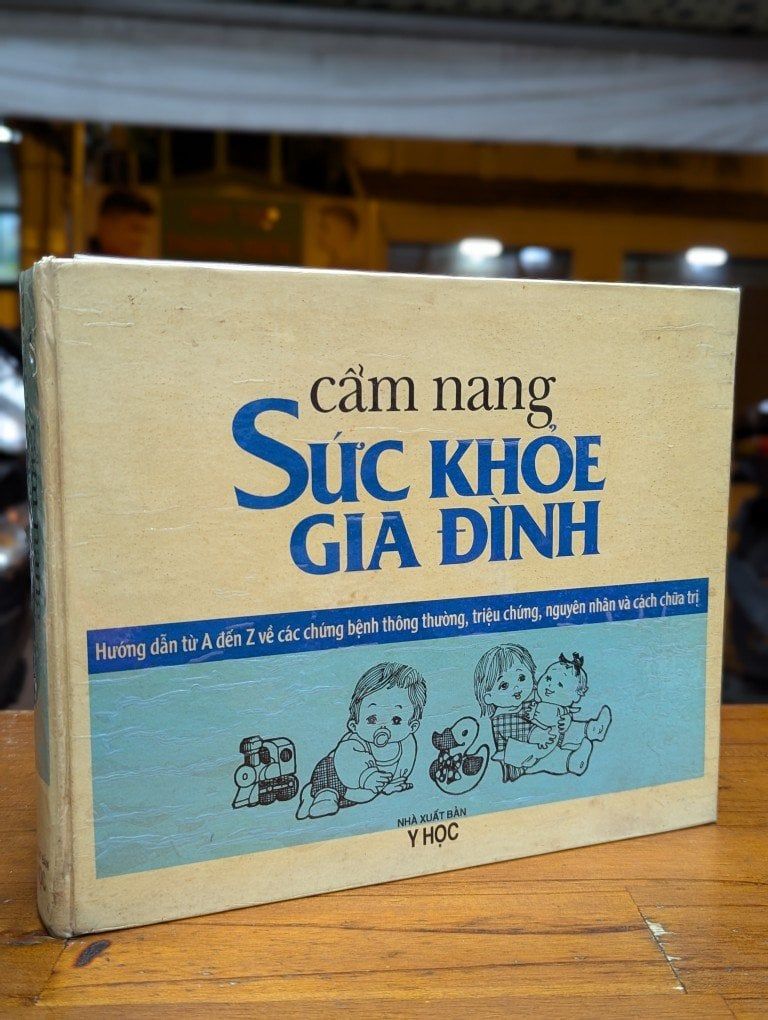 cẩm nang
SỨC KHỎE
GIA ĐÌNH
Hướng dẫn từ A đến Z về các chứng bệnh thông thường, triệu chứng, nguyên nhân và cách chữa trị
NHÀ XUẤT BẢN
Y HỌC